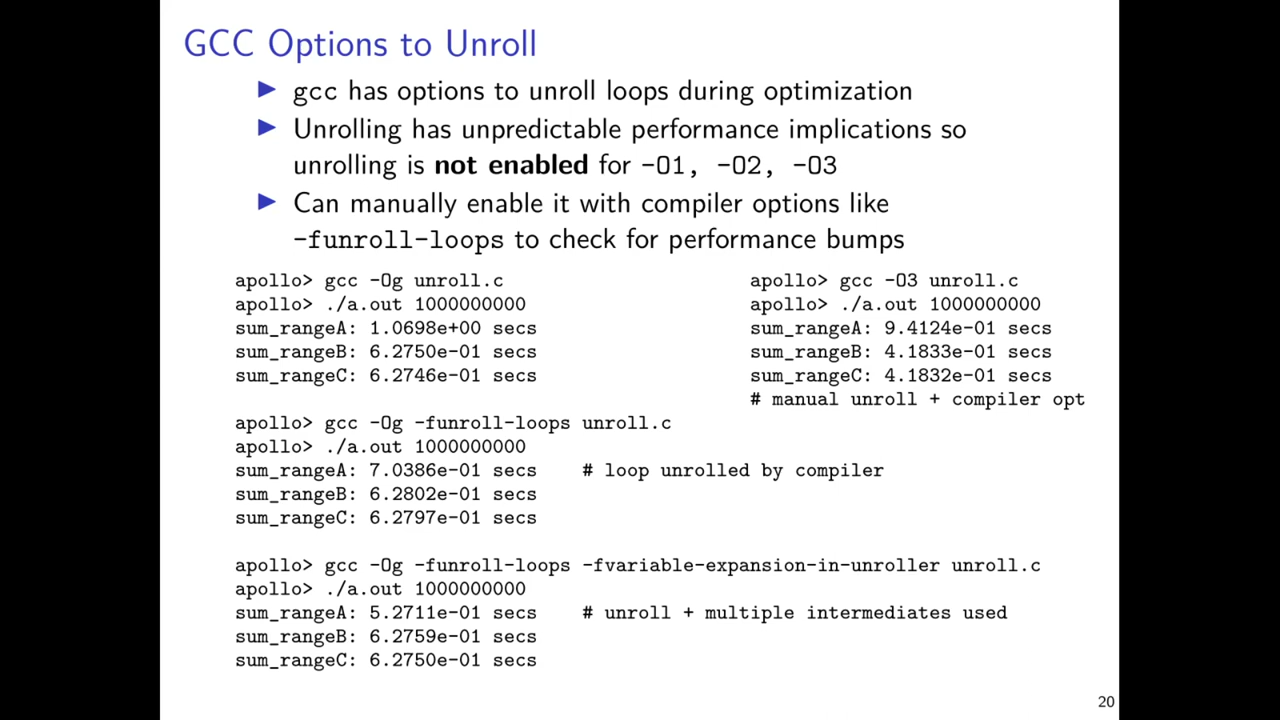 GCC Options to Unroll
▶ gcc has options to unroll loops during optimization
▶ Unrolling has unpredictable performance implications so
unrolling is not enabled for -O1, -O2, -O3
▶ Can manually enable it with compiler options like
-funroll-loops to check for performance bumps
apollo> gcc -Og unroll.c
apollo> ./a.out 1000000000
sum_rangeA: 1.0698e+00 secs
sum_rangeB: 6.2750e-01 secs
sum_rangeC: 6.2746e-01 secs
apollo> gcc -O3 unroll.c
apollo> ./a.out 1000000000
sum_rangeA: 9.4124e-01 secs
sum_rangeB: 4.1833e-01 secs
sum_rangeC: 4.1832e-01 secs
# manual unroll + compiler opt
apollo> gcc -Og -funroll-loops unroll.c
apollo> ./a.out 1000000000
sum_rangeA: 7.0386e-01 secs # loop unrolled by compiler
sum_rangeB: 6.2802e-01 secs
sum_rangeC: 6.2797e-01 secs
apollo> gcc -Og -funroll-loops -fvariable-expansion-in-unroller unroll.c
apollo> ./a.out 1000000000
sum_rangeA: 5.2711e-01 secs # unroll + multiple intermediates used
sum_rangeB: 6.2759e-01 secs
sum_rangeC: 6.2750e-01 secs
20